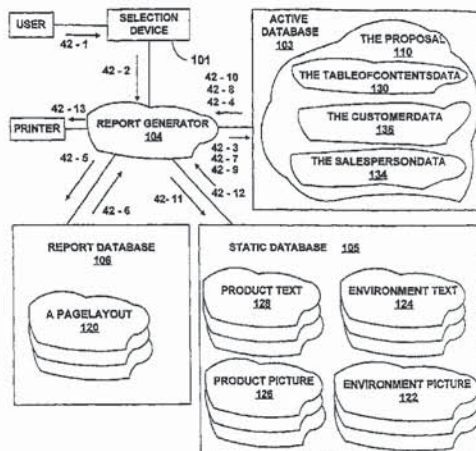 USER
SELECTION
DEVICE
101
42 - 1
42 - 2
ACTIVE
DATABASE
103
THE PROPOSAL
110
THE TABLEOFCONTENTSDATA
130
THE CUSTOMERDATA
136
THE SALESPERSONDATA
134
42 - 10
42 - 8
42 - 4
42 - 13
PRINTER
REPORT GENERATOR
104
42 - 3
42 - 7
42 - 9
42 - 5
42 - 6
42 - 11
42 - 12
REPORT DATABASE
106
A PAGELAYOUT
120
STATIC DATABASE 105
PRODUCT TEXT
128
ENVIRONMENT TEXT
124
PRODUCT PICTURE
126
ENVIRONMENT PICTURE
122